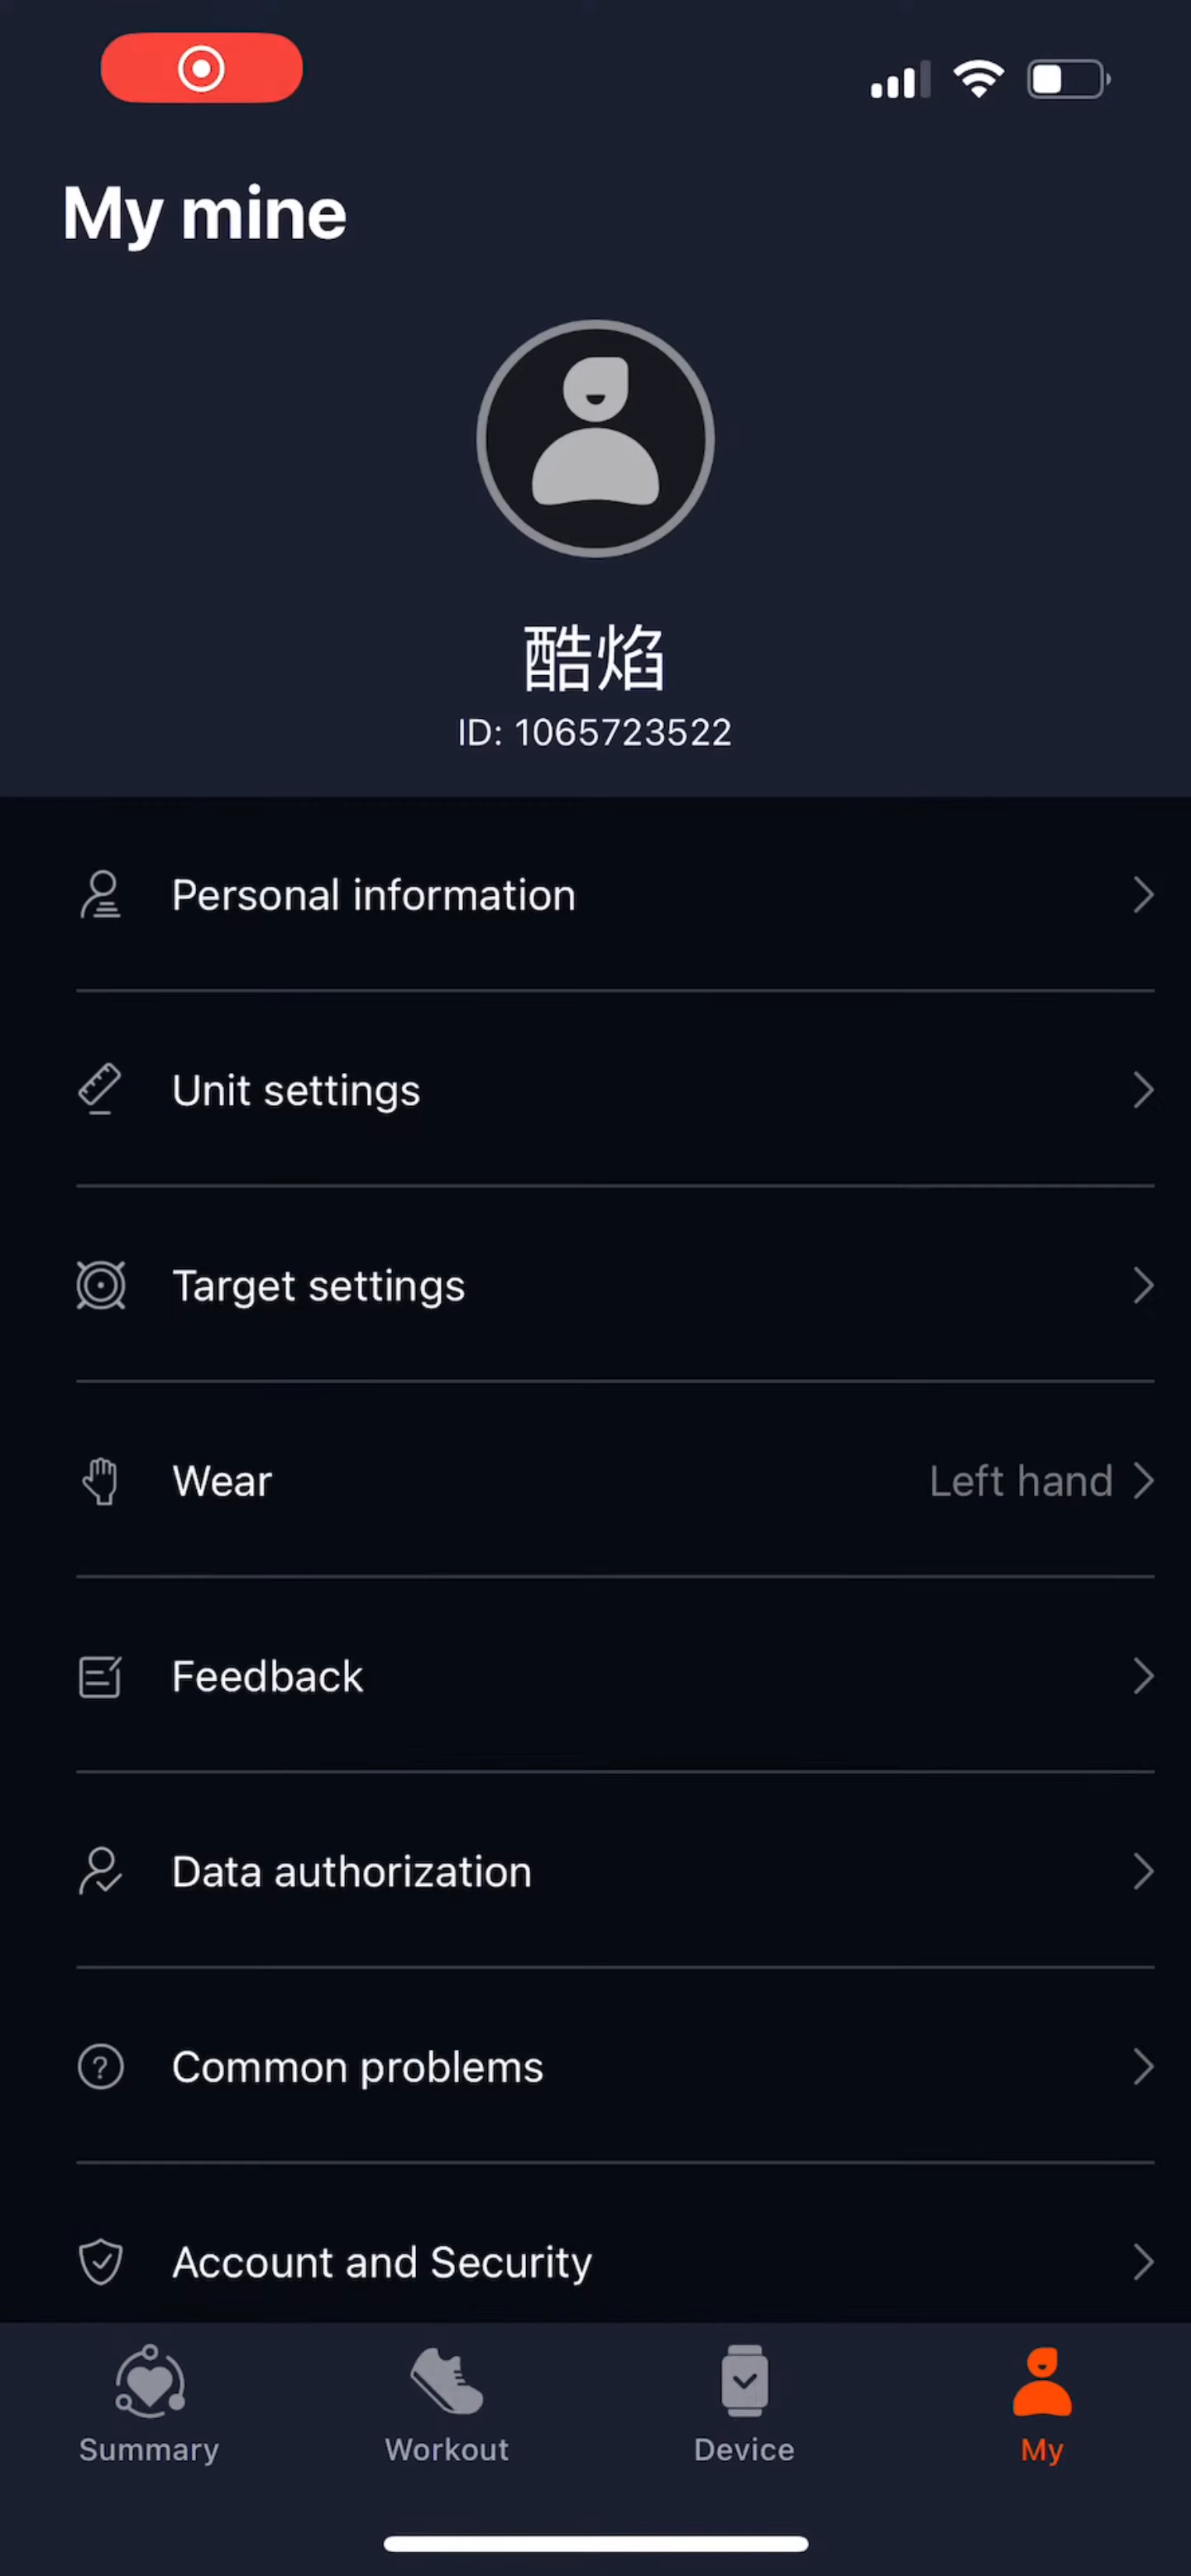 My mine
酷焰
ID: 1065723522
Personal information
Unit settings
Target settings
Wear
Left hand
Feedback
Data authorization
Common problems
Account and Security
Summary
Workout
Device
My